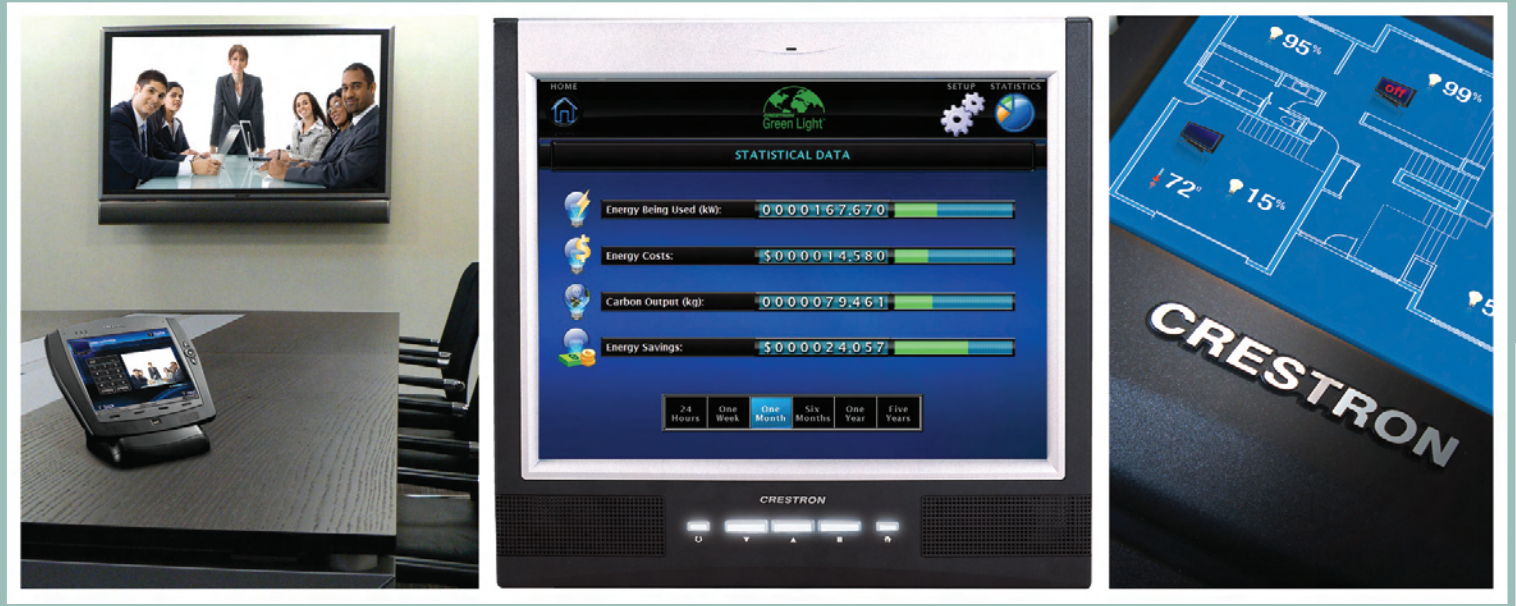 HOME
SETUP
STATISTICS
CRESTRON
Green Light
STATISTICAL DATA
Energy Being Used (kW):
0000167,670
Energy Costs:
$000014,580
Carbon Output (kg):
0000079,461
Energy Savings:
$000024,057
24 Hours
One Week
One Month
Six Months
One Year
Five Years
CRESTRON
95%
off
99%
72°
15%
5
CRESTRON